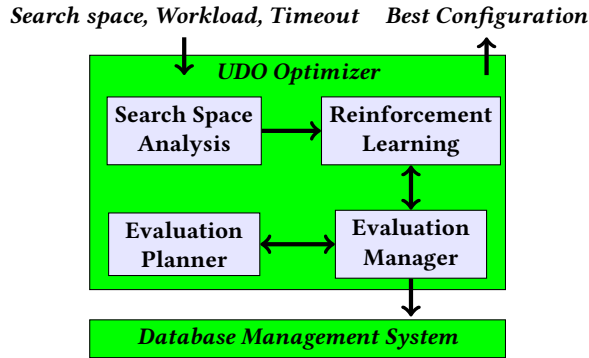 Search space, Workload, Timeout Best Configuration
UDO Optimizer
Search Space
Analysis
Reinforcement
Learning
Evaluation
Planner
Evaluation
Manager
Database Management System